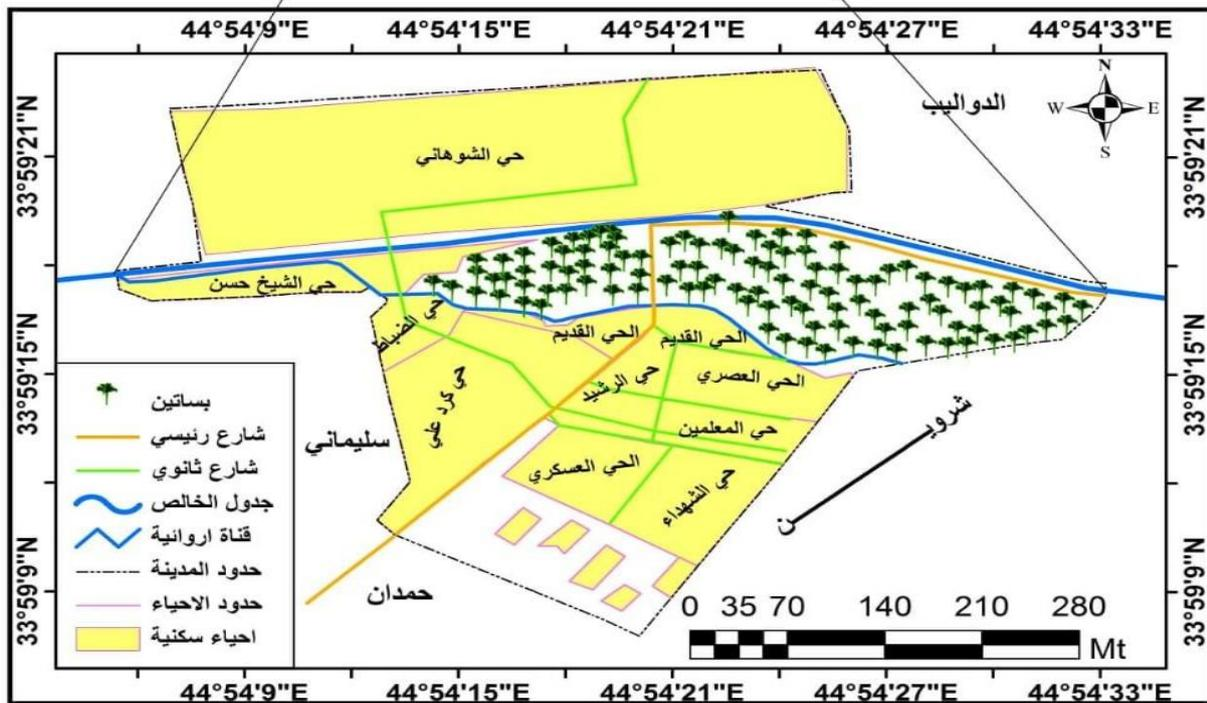 44°54'9"E 44°54'15"E 44°54'21"E 44°54'27"E 44°54'33"E
N
W E
S
الدواليب
33°59'21"N 33°59'21"N
حي الشوهاني
حي الشيخ حسن
حي الضباط
الحي القديم
الحي القديم
33°59'15"N 33°59'15"N
حي الرشيد
الحي العصري
حي كرد علي
حي المعلمين
سليماني
شروين
الحي العسكري
حي الشهداء
حمدان
33°59'9"N 33°59'9"N
بساتين
شارع رئيسي
شارع ثانوي
جدول الخالص
قناة اروائية
حدود المدينة
حدود الاحياء
احياء سكنية
0 35 70 140 210 280
Mt
44°54'9"E 44°54'15"E 44°54'21"E 44°54'27"E 44°54'33"E